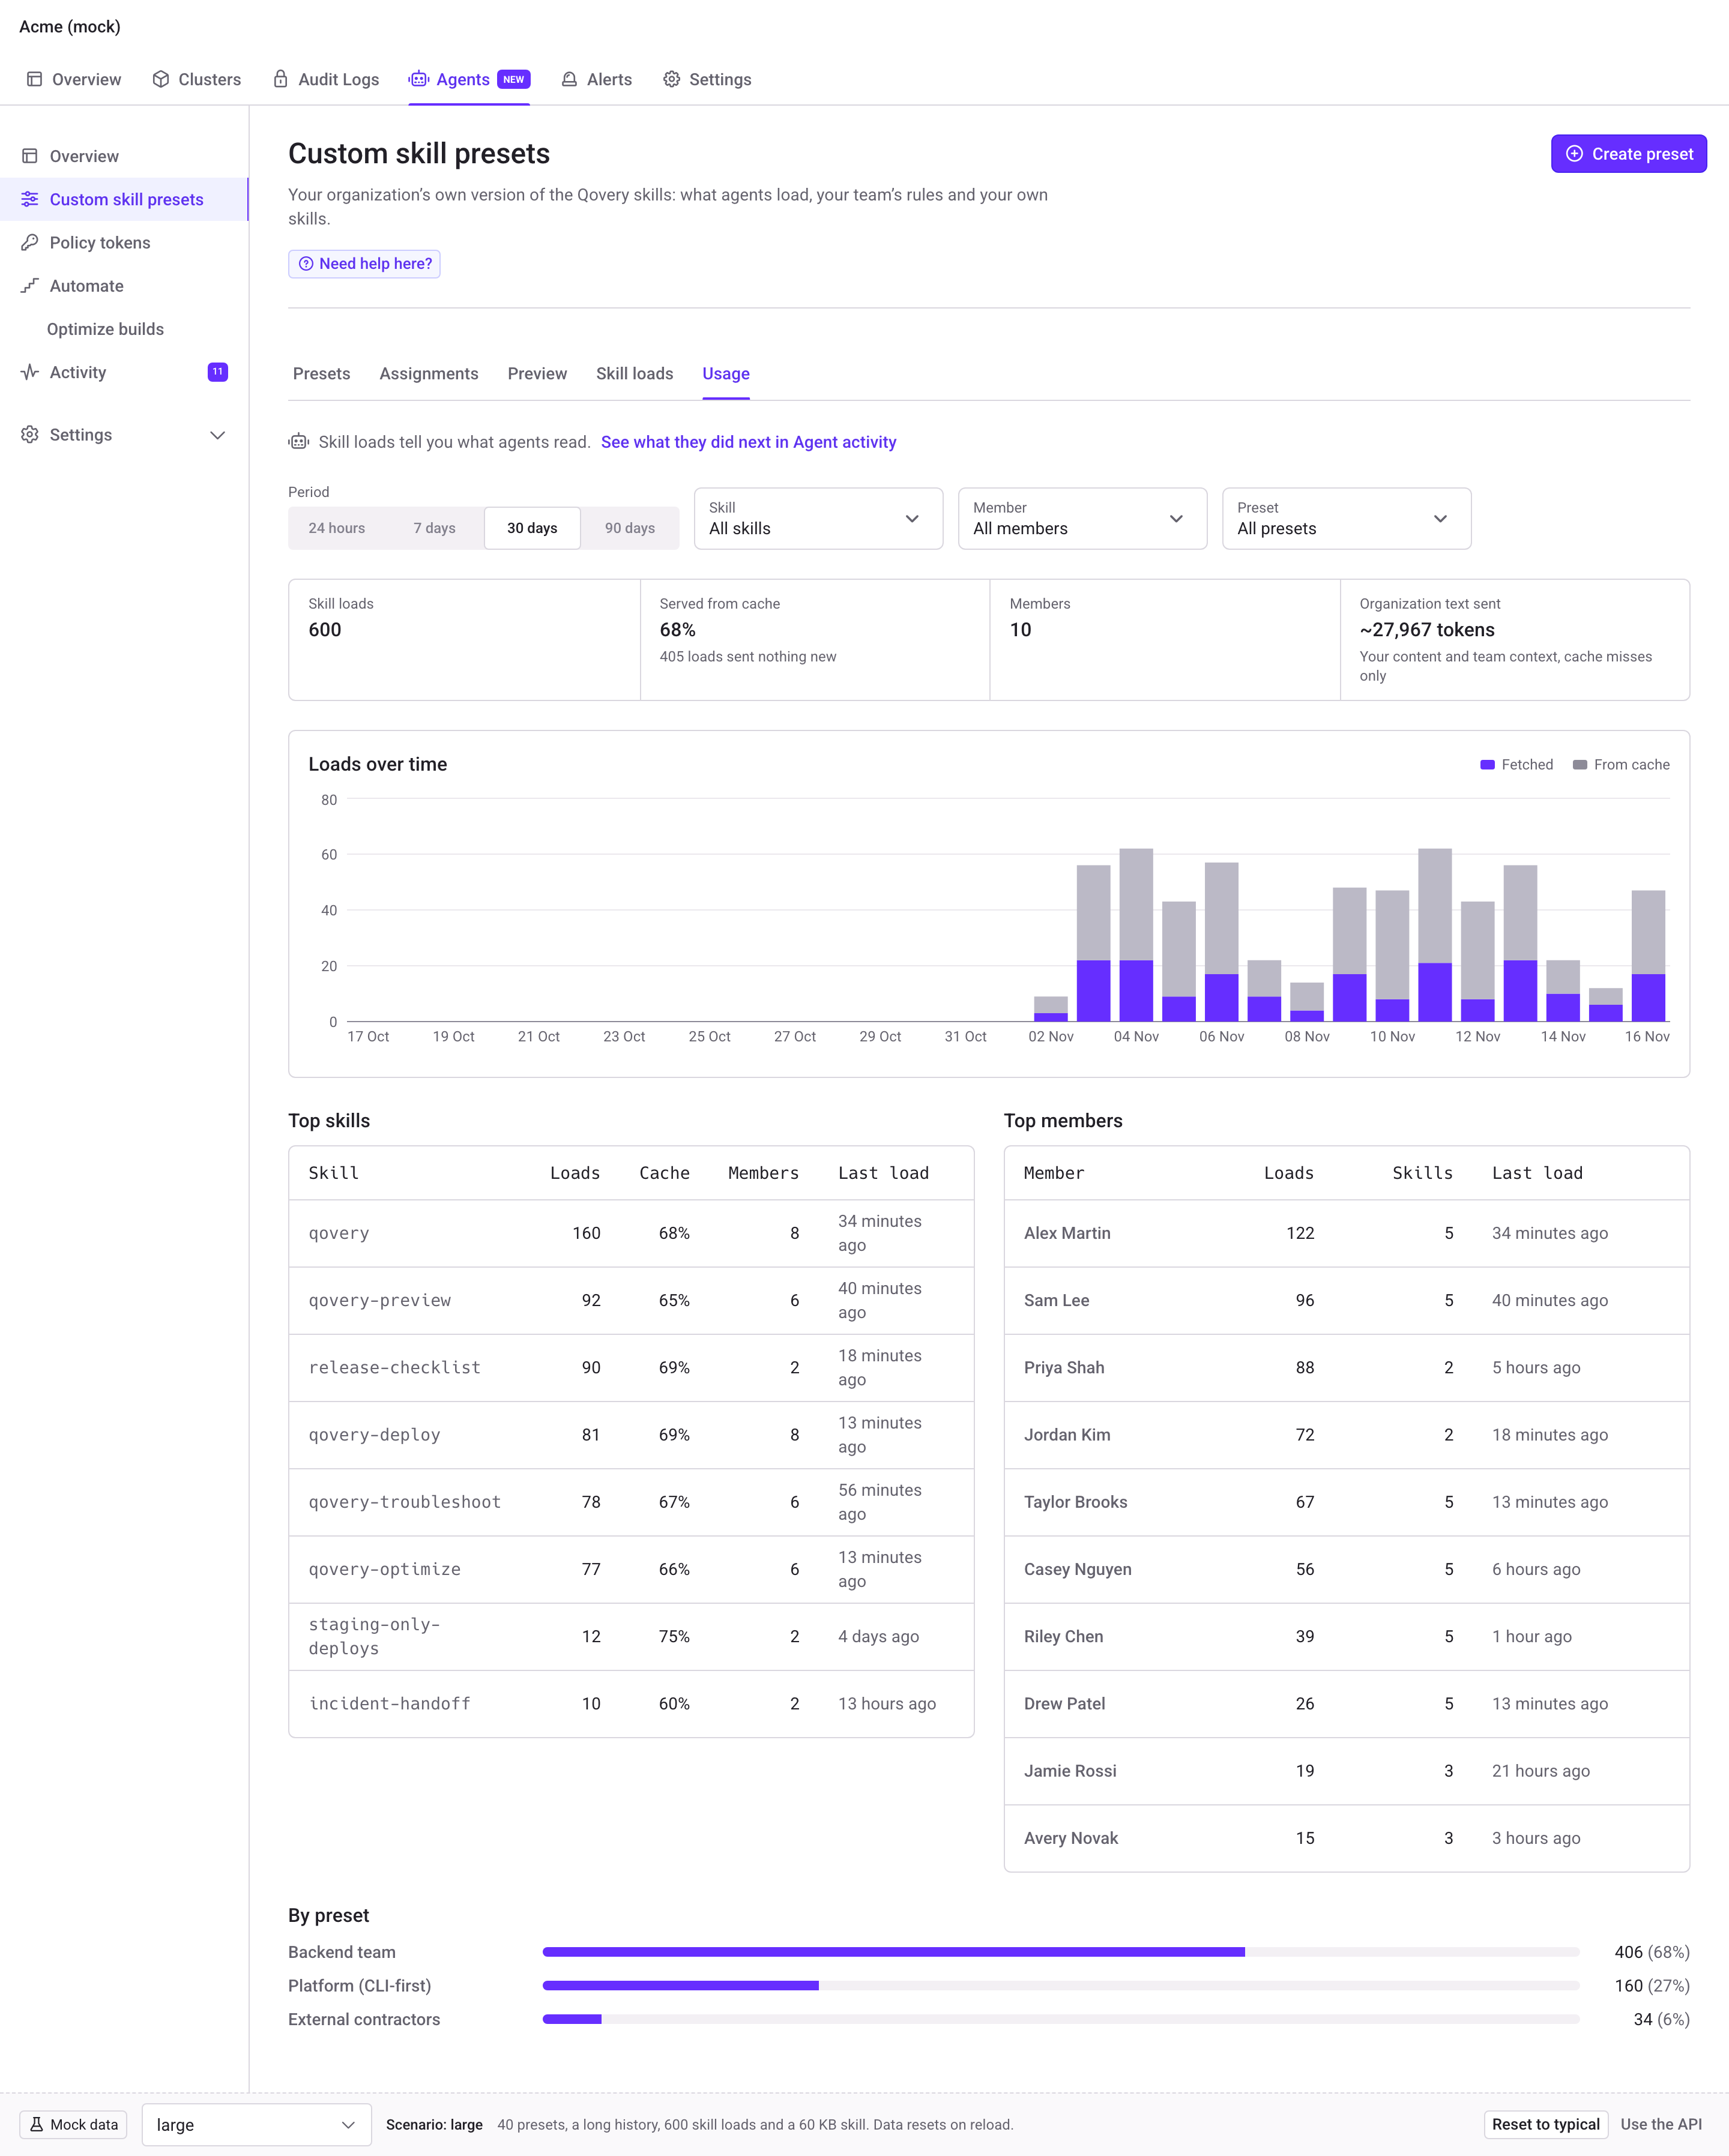 Acme (mock)
Overview
Clusters
Audit Logs
Agents NEW
Alerts
Settings
Overview
Custom skill presets
Policy tokens
Automate
Optimize builds
Activity 11
Settings
Custom skill presets
Create preset
Your organization’s own version of the Qovery skills: what agents load, your team’s rules and your own
skills.
Need help here?
Presets Assignments Preview Skill loads Usage
Skill loads tell you what agents read. See what they did next in Agent activity
Period
24 hours 7 days 30 days 90 days
Skill
All skills
Member
All members
Preset
All presets
Skill loads
600
Served from cache
68%
405 loads sent nothing new
Members
10
Organization text sent
~27,967 tokens
Your content and team context, cache misses
only
Loads over time
Fetched From cache
80
60
40
20
0
17 Oct 19 Oct 21 Oct 23 Oct 25 Oct 27 Oct 29 Oct 31 Oct 02 Nov 04 Nov 06 Nov 08 Nov 10 Nov 12 Nov 14 Nov 16 Nov
Top skills
Skill Loads Cache Members Last load
qovery 160 68% 8 34 minutes
ago
qovery-preview 92 65% 6 40 minutes
ago
release-checklist 90 69% 2 18 minutes
ago
qovery-deploy 81 69% 8 13 minutes
ago
qovery-troubleshoot 78 67% 6 56 minutes
ago
qovery-optimize 77 66% 6 13 minutes
ago
staging-only-
deploys 12 75% 2 4 days ago
incident-handoff 10 60% 2 13 hours ago
Top members
Member Loads Skills Last load
Alex Martin 122 5 34 minutes ago
Sam Lee 96 5 40 minutes ago
Priya Shah 88 2 5 hours ago
Jordan Kim 72 2 18 minutes ago
Taylor Brooks 67 5 13 minutes ago
Casey Nguyen 56 5 6 hours ago
Riley Chen 39 5 1 hour ago
Drew Patel 26 5 13 minutes ago
Jamie Rossi 19 3 21 hours ago
Avery Novak 15 3 3 hours ago
By preset
Backend team 406 (68%)
Platform (CLI-first) 160 (27%)
External contractors 34 (6%)
Mock data
large
Scenario: large 40 presets, a long history, 600 skill loads and a 60 KB skill. Data resets on reload.
Reset to typical
Use the API